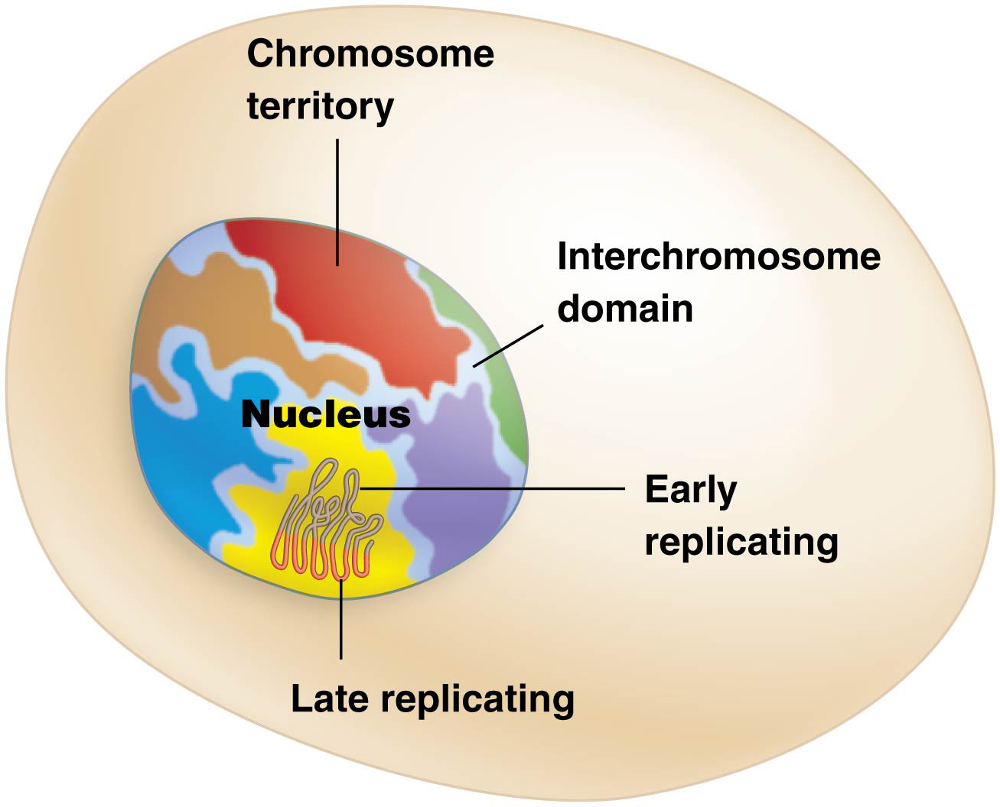 Chromosome
territory
Interchromosome
domain
Nucleus
Early
replicating
Late replicating